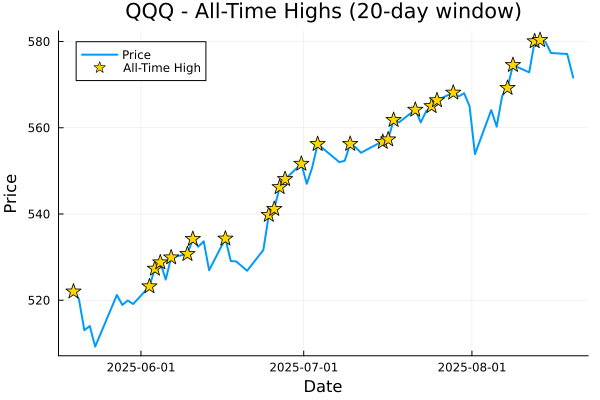 QQQ - All-Time Highs (20-day window)
Price
All-Time High
580
560
540
520
Price
2025-06-01
2025-07-01
2025-08-01
Date